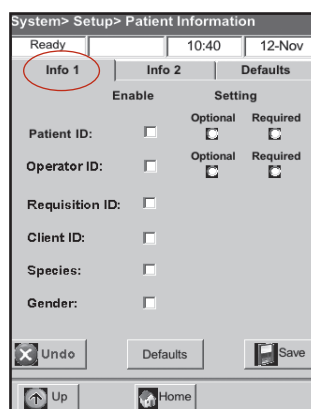 System> Setup> Patient Information
Ready 10:40 12-Nov
Info 1 Info 2 Defaults
Enable Setting
Optional Required
Patient ID:
Optional Required
Operator ID:
Requisition ID:
Client ID:
Species:
Gender:
Undo Defaults Save
Up Home